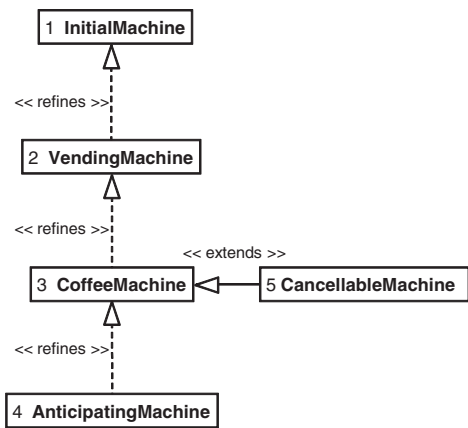 1 InitialMachine
<< refines >>
2 VendingMachine
<< refines >>
<< extends >>
3 CoffeeMachine
5 CancellableMachine
<< refines >>
4 AnticipatingMachine